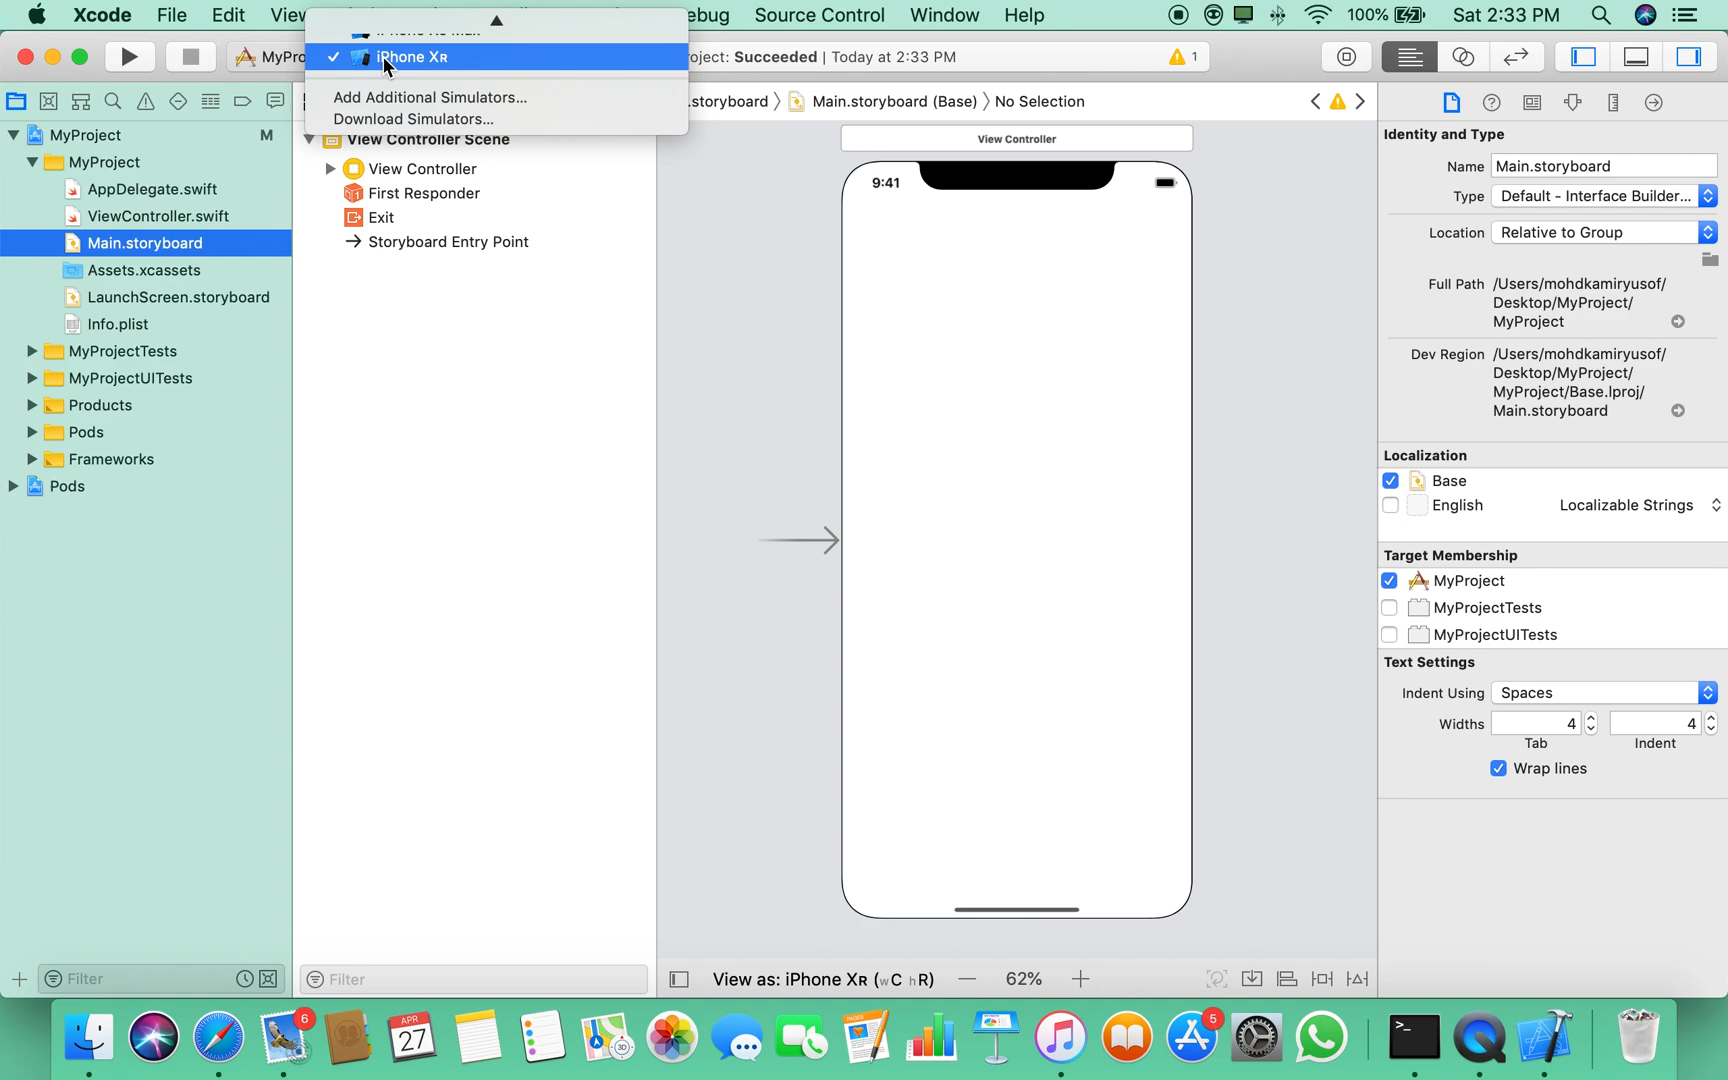 Xcode File Edit Vie ebug Source Control Window Help 100% Sat 2:33 PM
iPhone XR
MyPro oject: Succeeded | Today at 2:33 PM 1
Add Additional Simulators...
Download Simulators...
.storyboard Main.storyboard (Base) No Selection
MyProject M
MyProject
AppDelegate.swift
ViewController.swift
Main.storyboard
Assets.xcassets
LaunchScreen.storyboard
Info.plist
MyProjectTests
MyProjectUITests
Products
Pods
Frameworks
Pods
Filter
View Controller Scene
View Controller
First Responder
Exit
Storyboard Entry Point
Filter
View Controller
9:41
View as: iPhone XR (wC hR) 62%
Identity and Type
Name Main.storyboard
Type Default - Interface Builder...
Location Relative to Group
Full Path /Users/mohdkamiryusof/
Desktop/MyProject/
MyProject
Dev Region /Users/mohdkamiryusof/
Desktop/MyProject/
MyProject/Base.lproj/
Main.storyboard
Localization
Base
English Localizable Strings
Target Membership
MyProject
MyProjectTests
MyProjectUITests
Text Settings
Indent Using Spaces
Widths 4 4
Tab Indent
Wrap lines
6
APR
27
3D
PAGES
5
>_